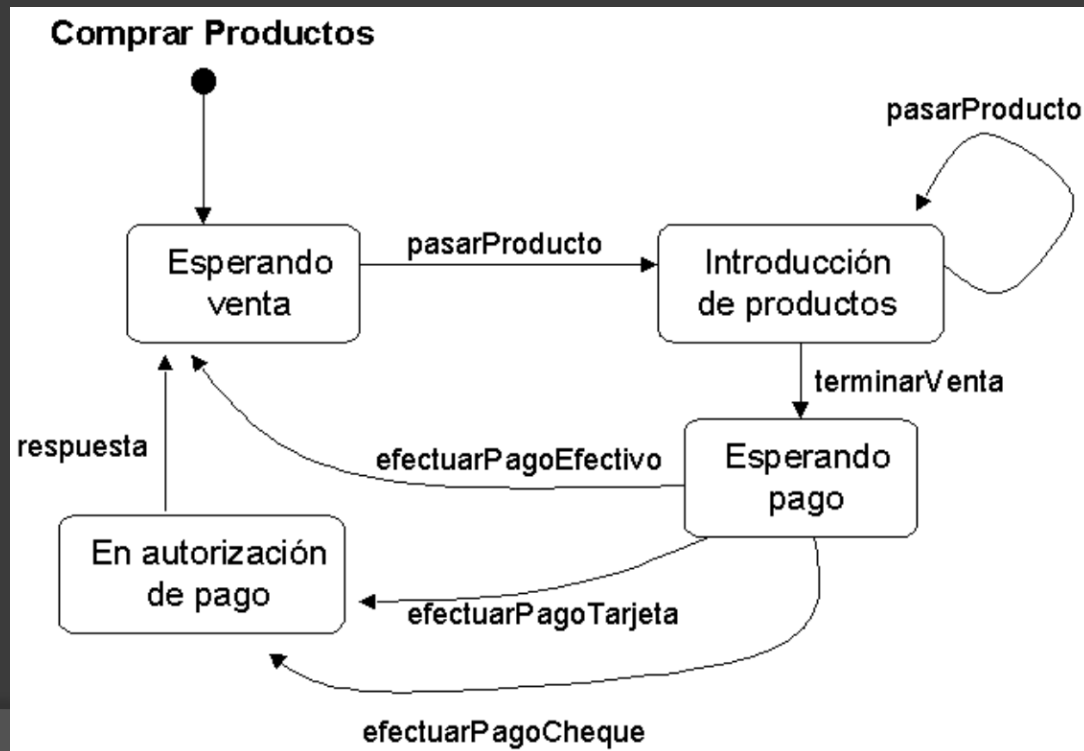 Comprar Productos
pasarProducto
Esperando
venta
pasarProducto
Introducción
de productos
terminarVenta
respuesta
efectuarPagoEfectivo
Esperando
pago
En autorización
de pago
efectuarPagoTarjeta
efectuarPagoCheque